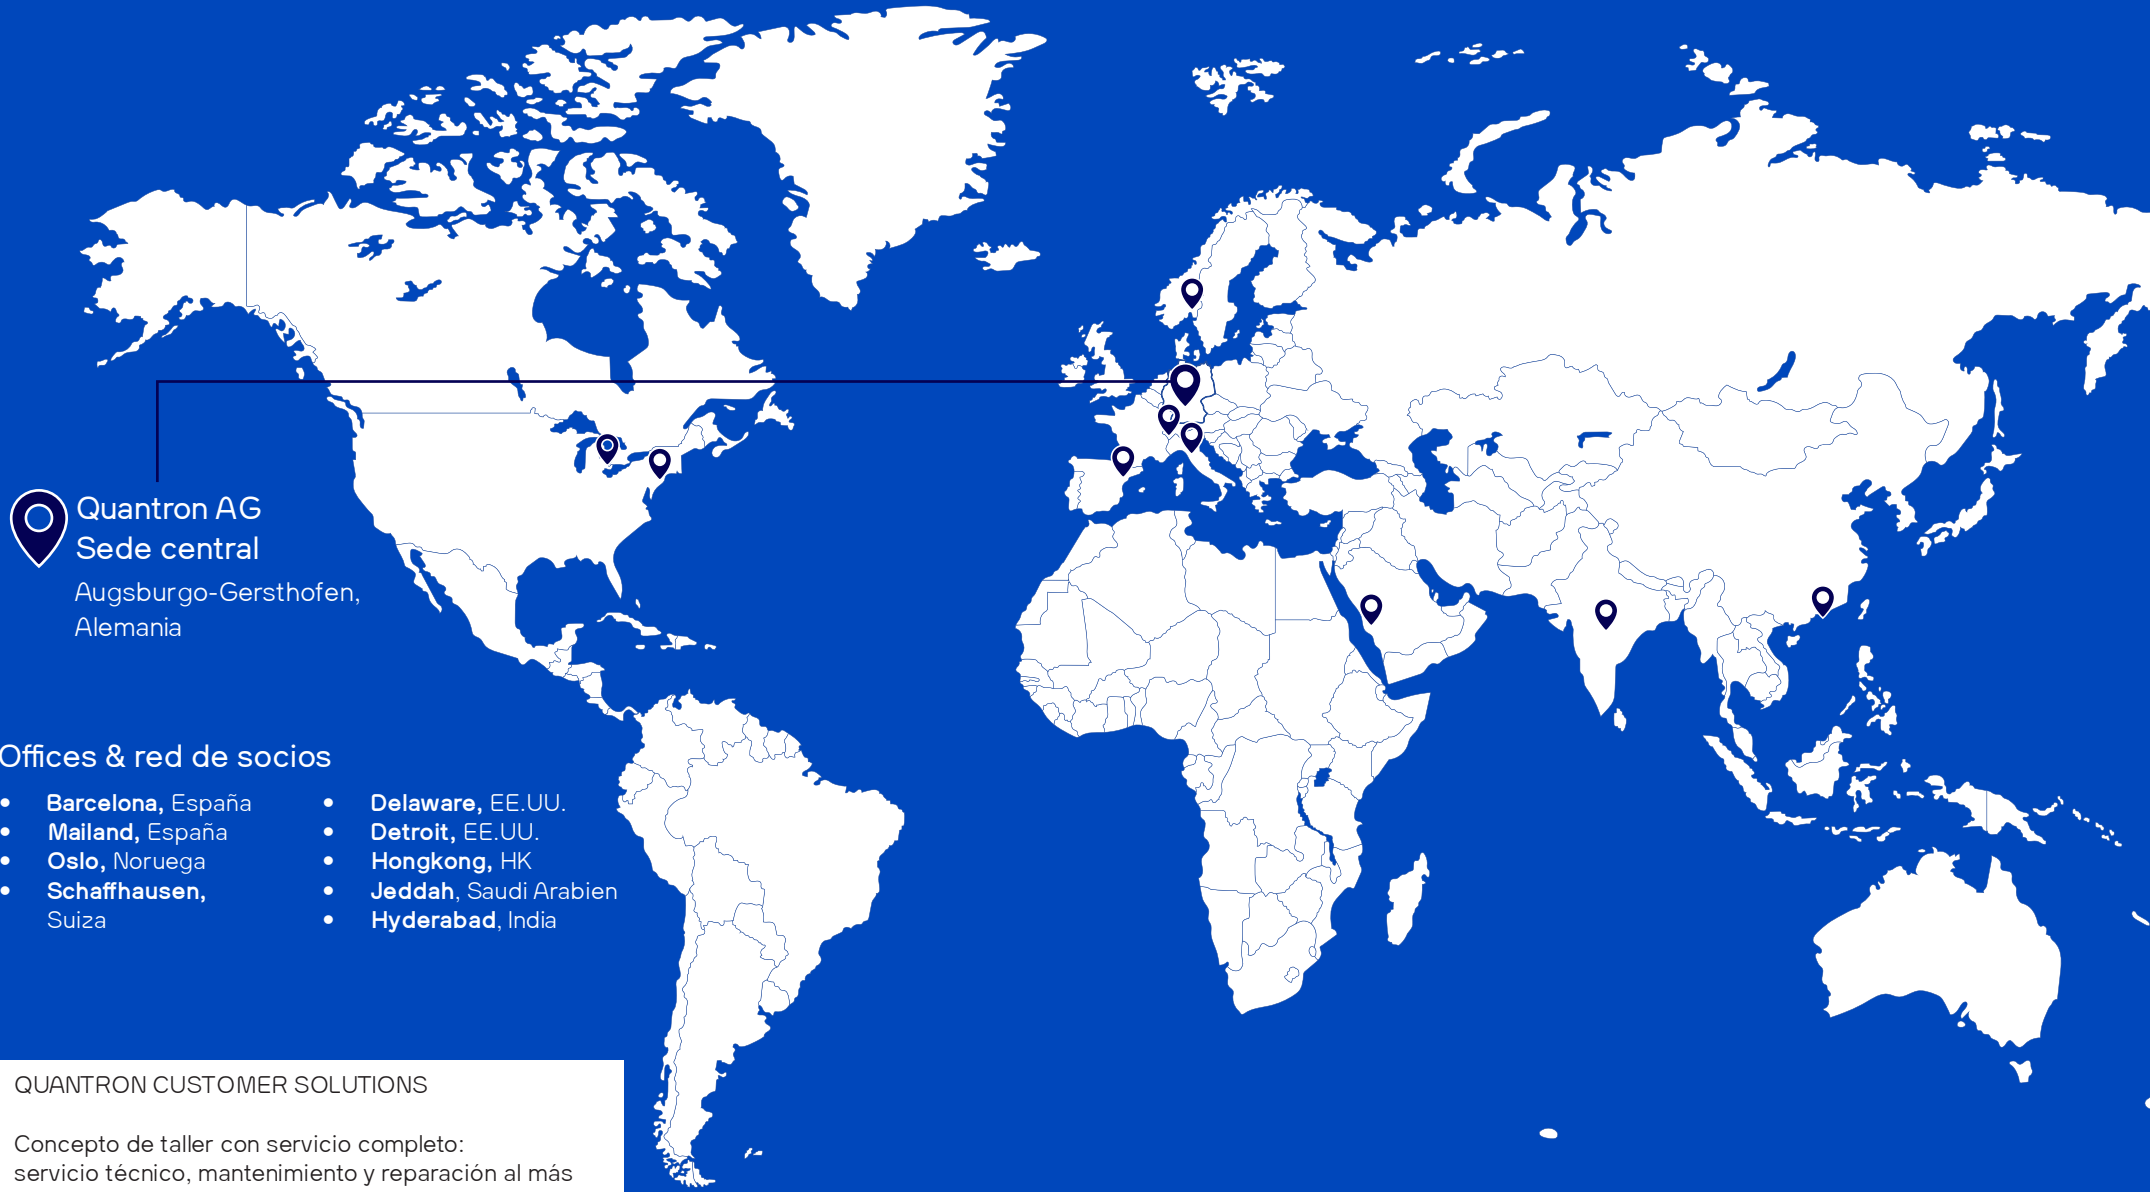 Quantron AG
Sede central
Augsburgo-Gersthofen,
Alemania
Offices & red de socios
• Barcelona, España
• Mailand, España
• Oslo, Noruega
• Schaffhausen,
Suiza
• Delaware, EE.UU.
• Detroit, EE.UU.
• Hongkong, HK
• Jeddah, Saudi Arabien
• Hyderabad, India
QUANTRON CUSTOMER SOLUTIONS
Concepto de taller con servicio completo:
servicio técnico, mantenimiento y reparación al más